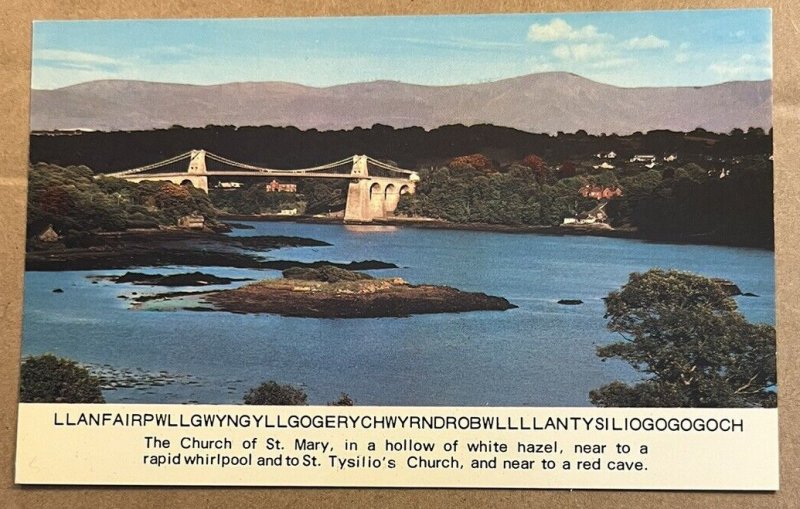 LLANFAIRPWLLGWYNGYLLGOGERYCHWYRNDROBWLLLLANTYSILIOGOGOGOCH
The Church of St. Mary, in a hollow of white hazel, near to a
rapid whirlpool and to St. Tysilio's Church, and near to a red cave.